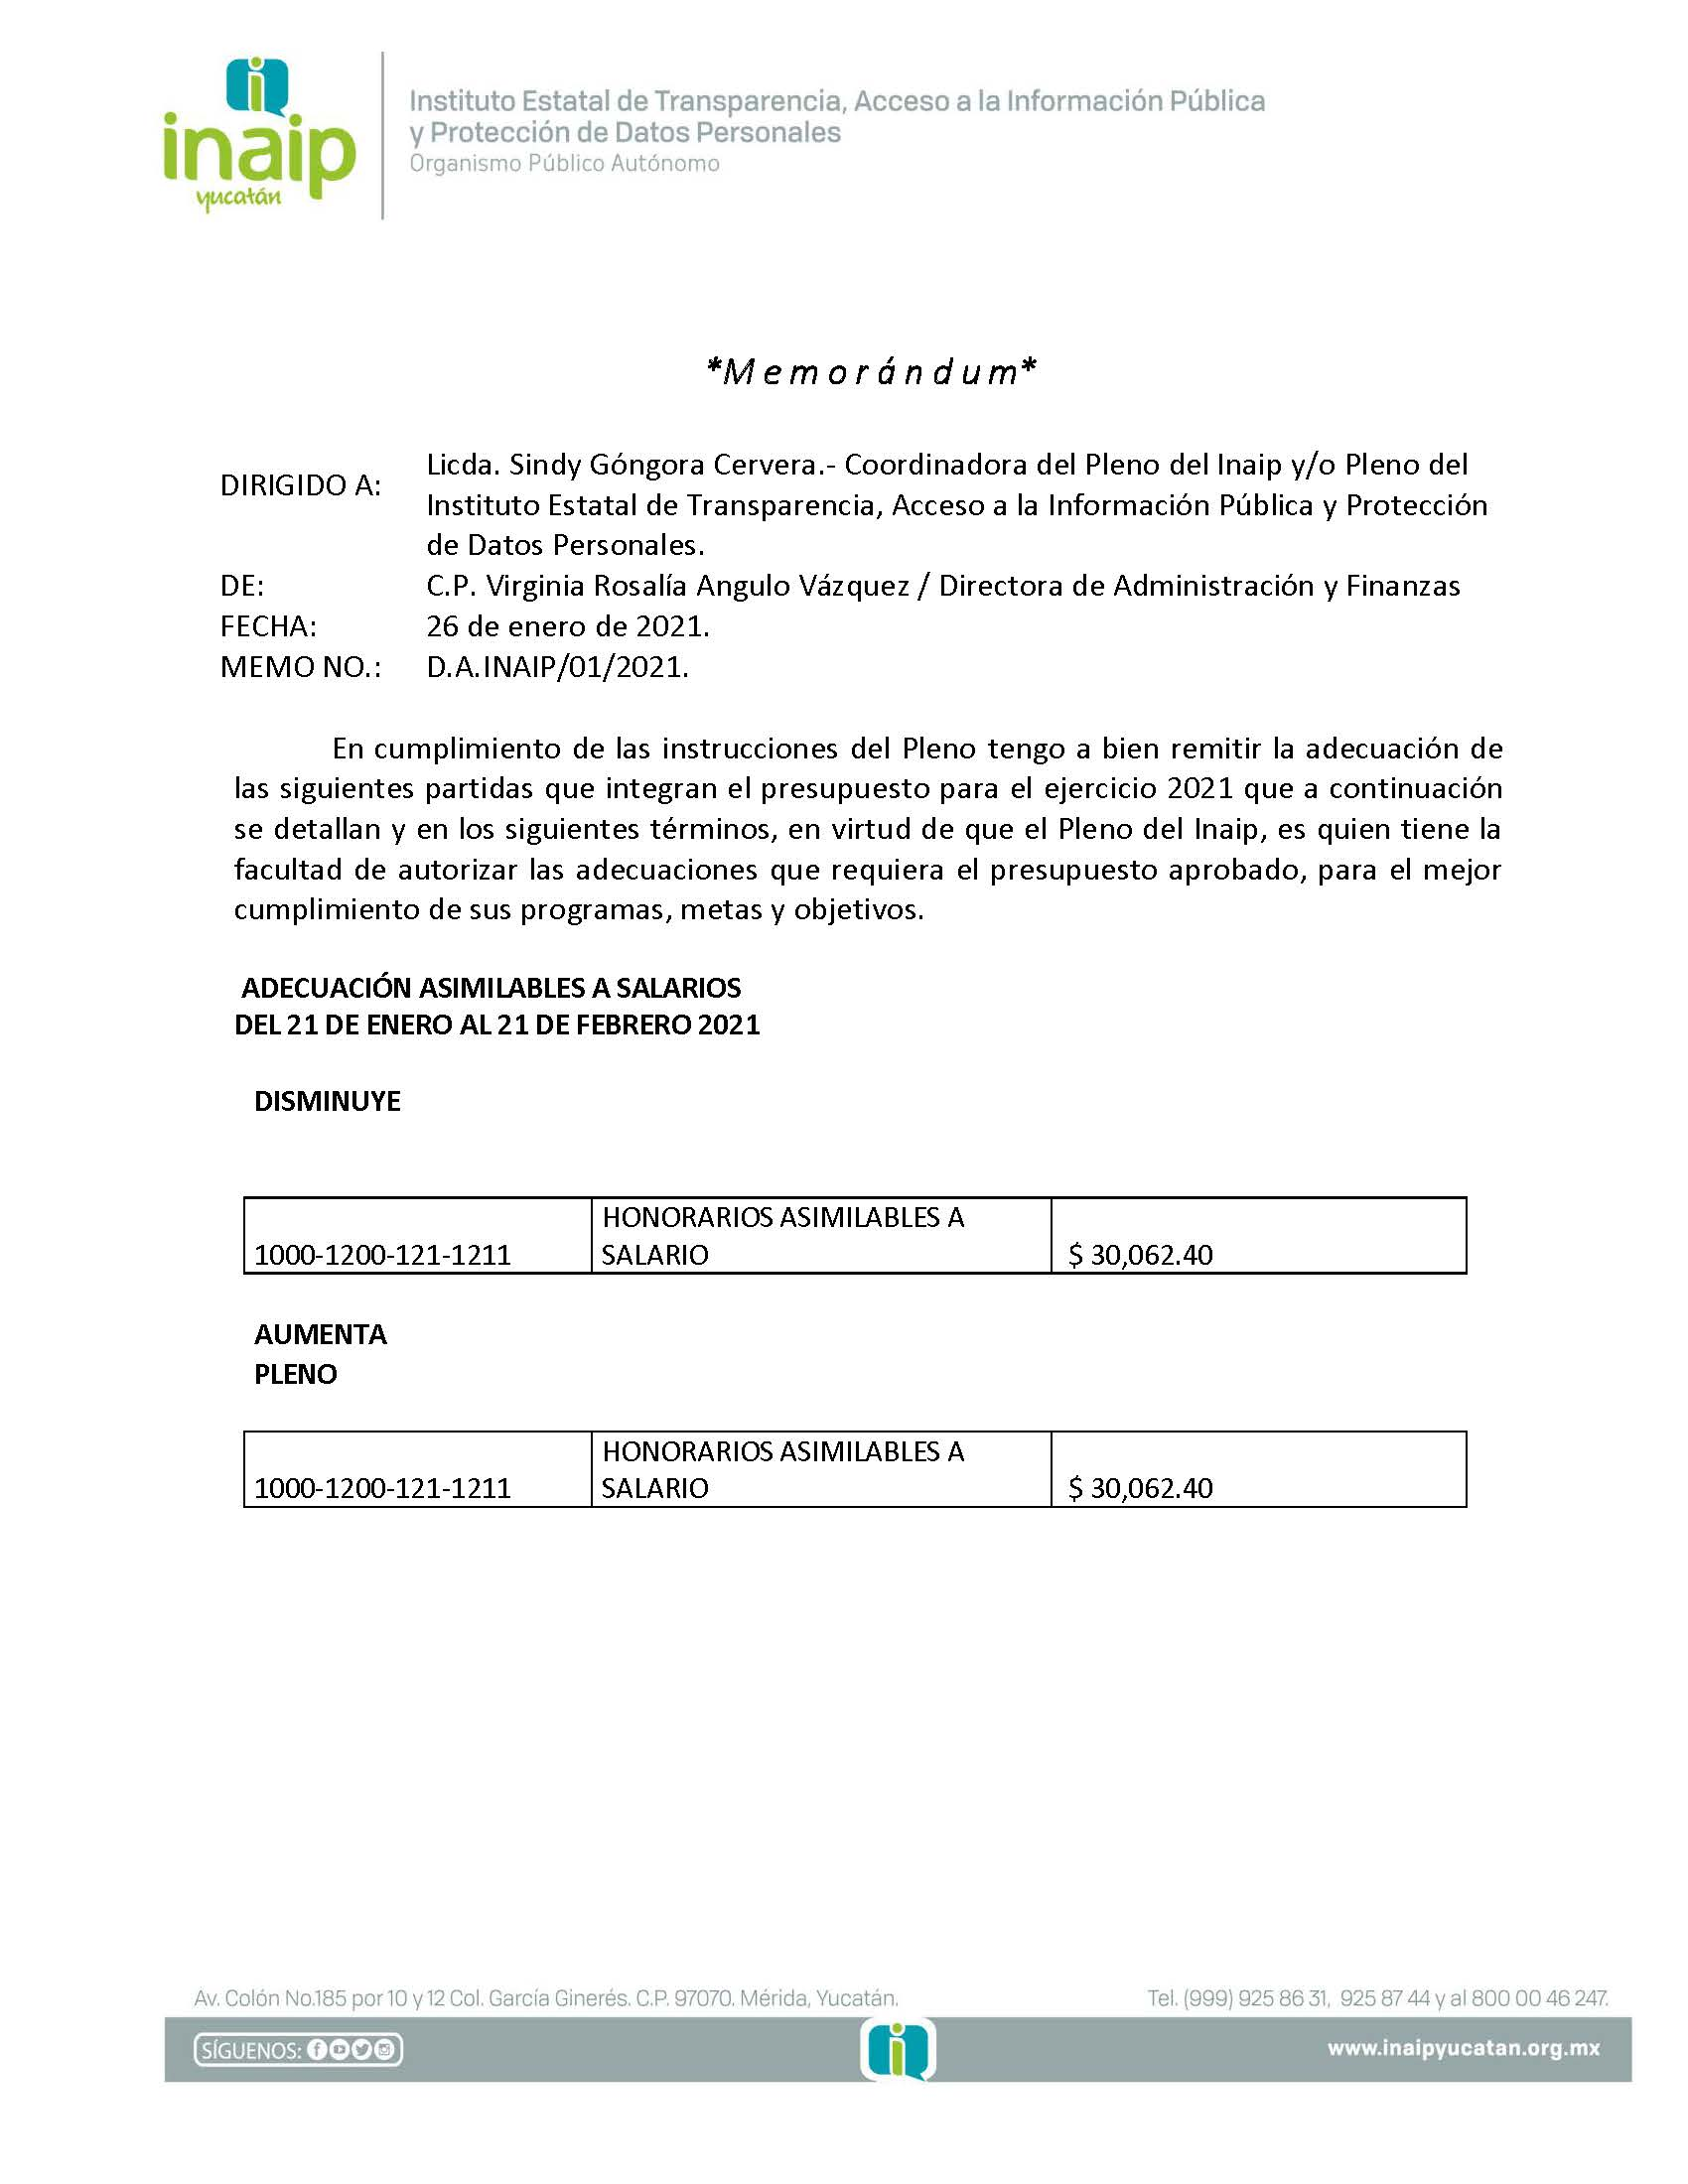 inaip
yucatán
Instituto Estatal de Transparencia, Acceso a la Información Pública
y Protección de Datos Personales
Organismo Público Autónomo
*Memorándum*
DIRIGIDO A:
Licda. Sindy Góngora Cervera.- Coordinadora del Pleno del Inaip y/o Pleno del
Instituto Estatal de Transparencia, Acceso a la Información Pública y Protección
de Datos Personales.
DE: C.P. Virginia Rosalía Angulo Vázquez / Directora de Administración y Finanzas
FECHA: 26 de enero de 2021.
MEMO NO.: D.A.INAIP/01/2021.
En cumplimiento de las instrucciones del Pleno tengo a bien remitir la adecuación de
las siguientes partidas que integran el presupuesto para el ejercicio 2021 que a continuación
se detallan y en los siguientes términos, en virtud de que el Pleno del Inaip, es quien tiene la
facultad de autorizar las adecuaciones que requiera el presupuesto aprobado, para el mejor
cumplimiento de sus programas, metas y objetivos.
ADECUACIÓN ASIMILABLES A SALARIOS
DEL 21 DE ENERO AL 21 DE FEBRERO 2021
DISMINUYE
HONORARIOS ASIMILABLES A
1000-1200-121-1211 SALARIO $ 30,062.40
AUMENTA
PLENO
HONORARIOS ASIMILABLES A
1000-1200-121-1211 SALARIO $ 30,062.40
Av. Colón No.185 por 10 y 12 Col. García Ginerés. C.P. 97070. Mérida, Yucatán. Tel. (999) 925 86 31, 925 87 44 y al 800 00 46 247.
SÍGUENOS: www.inaipyucatan.org.mx